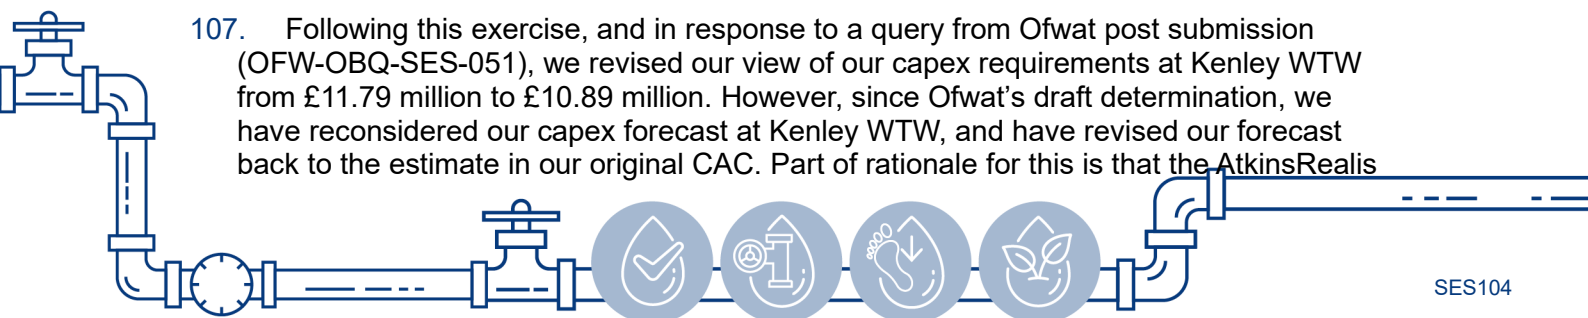 107. Following this exercise, and in response to a query from Ofwat post submission
(OFW-OBQ-SES-051), we revised our view of our capex requirements at Kenley WTW
from £11.79 million to £10.89 million. However, since Ofwat’s draft determination, we
have reconsidered our capex forecast at Kenley WTW, and have revised our forecast
back to the estimate in our original CAC. Part of rationale for this is that the AtkinsRealis
SES104